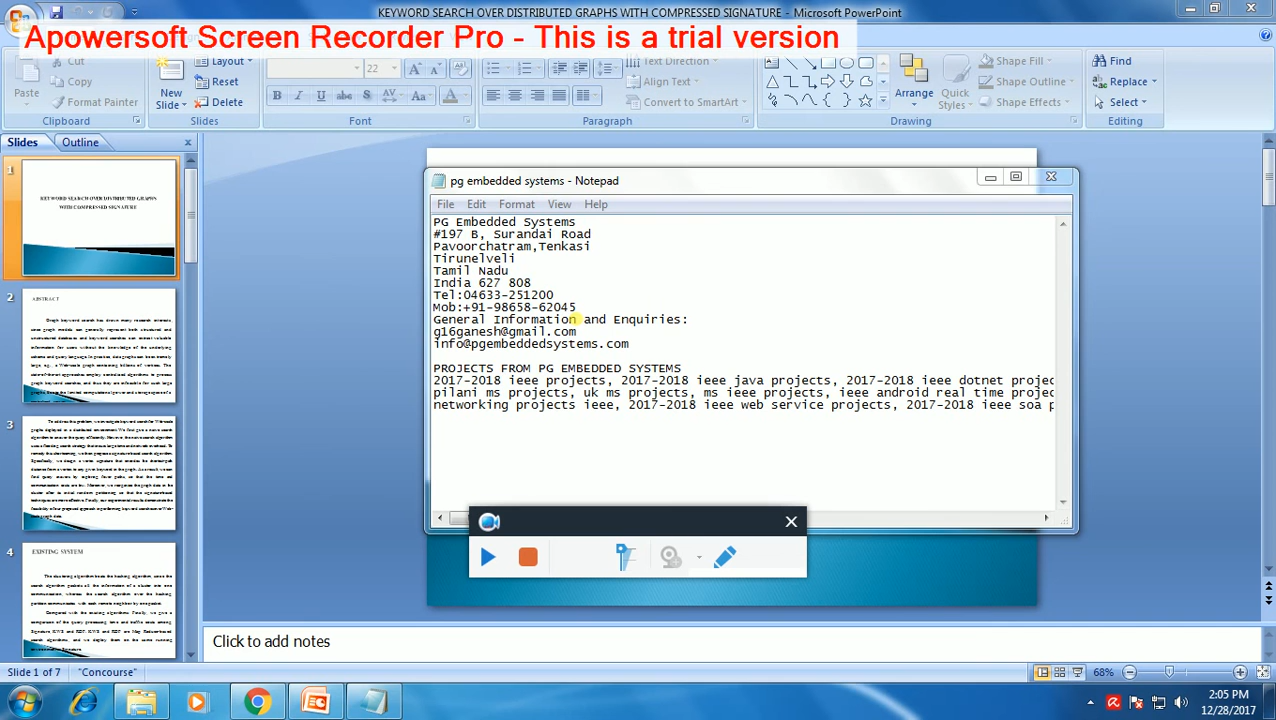 KEYWORD SEARCH OVER DISTRIBUTED GRAPHS WITH COMPRESSED SIGNATURE - Microsoft PowerPoint
Apowersoft Screen Recorder Pro - This is a trial version
Paste
Cut
Copy
Format Painter
Clipboard
New
Slide
Layout
Reset
Delete
Slides
22
Font
Text Direction
Align Text
Convert to SmartArt
Paragraph
Arrange
Quick
Styles
Shape Fill
Shape Outline
Shape Effects
Drawing
Find
Replace
Select
Editing
Slides
Outline
1
KEYWORD SEARCH OVER DISTRIBUTED GRAPHS
WITH COMPRESSED SIGNATURE
2
ABSTRACT
3
4
EXISTING SYSTEM
pg embedded systems - Notepad
File Edit Format View Help
PG Embedded Systems
#197 B, Surandai Road
Pavoorchatram,Tenkasi
Tirunelveli
Tamil Nadu
India 627 808
Tel:04633-251200
Mob:+91-98658-62045
General Information and Enquiries:
g16ganesh@gmail.com
info@pgembeddedsystems.com
PROJECTS FROM PG EMBEDDED SYSTEMS
2017-2018 ieee projects, 2017-2018 ieee java projects, 2017-2018 ieee dotnet projec
pilani ms projects, uk ms projects, ms ieee projects, ieee android real time projec
networking projects ieee, 2017-2018 ieee web service projects, 2017-2018 ieee soa p
Click to add notes
Slide 1 of 7
"Concourse"
68%
2:05 PM
12/28/2017